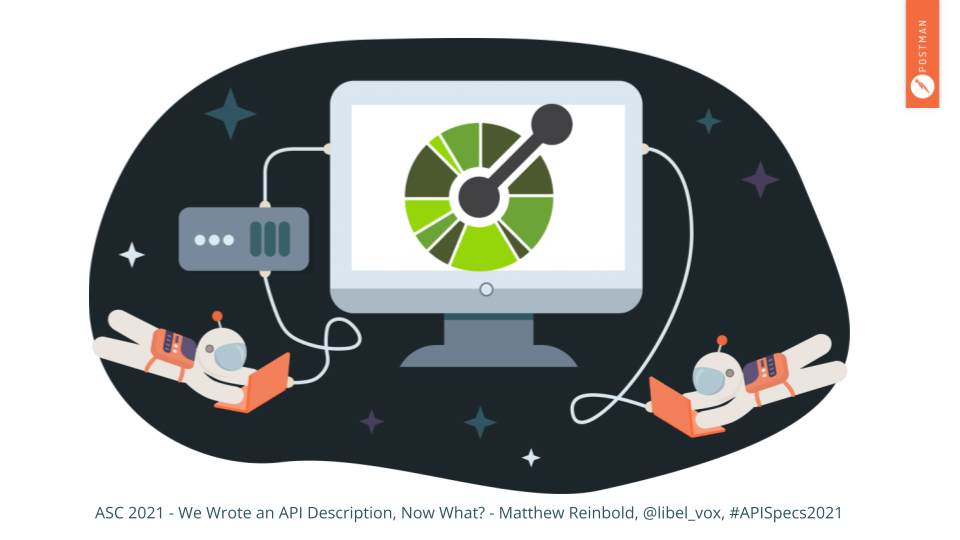 POSTMAN
ASC 2021 - We Wrote an API Description, Now What? - Matthew Reinbold, @libel_vox, #APISpecs2021